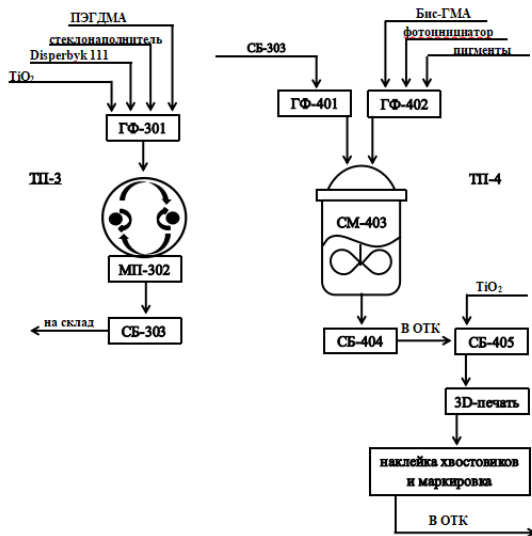 ПЭГДМА
стеклонаполнитель
Disperbyk 111
TiO₂
ГФ-301
ТП-3
МП-302
на склад
СБ-303
Бис-ГМА
фотоинициатор
пигменты
СБ-303
ГФ-401
ГФ-402
ТП-4
СМ-403
TiO₂
СБ-404
В ОТК
СБ-405
3D-печать
наклейка хвостовиков
и маркировка
В ОТК